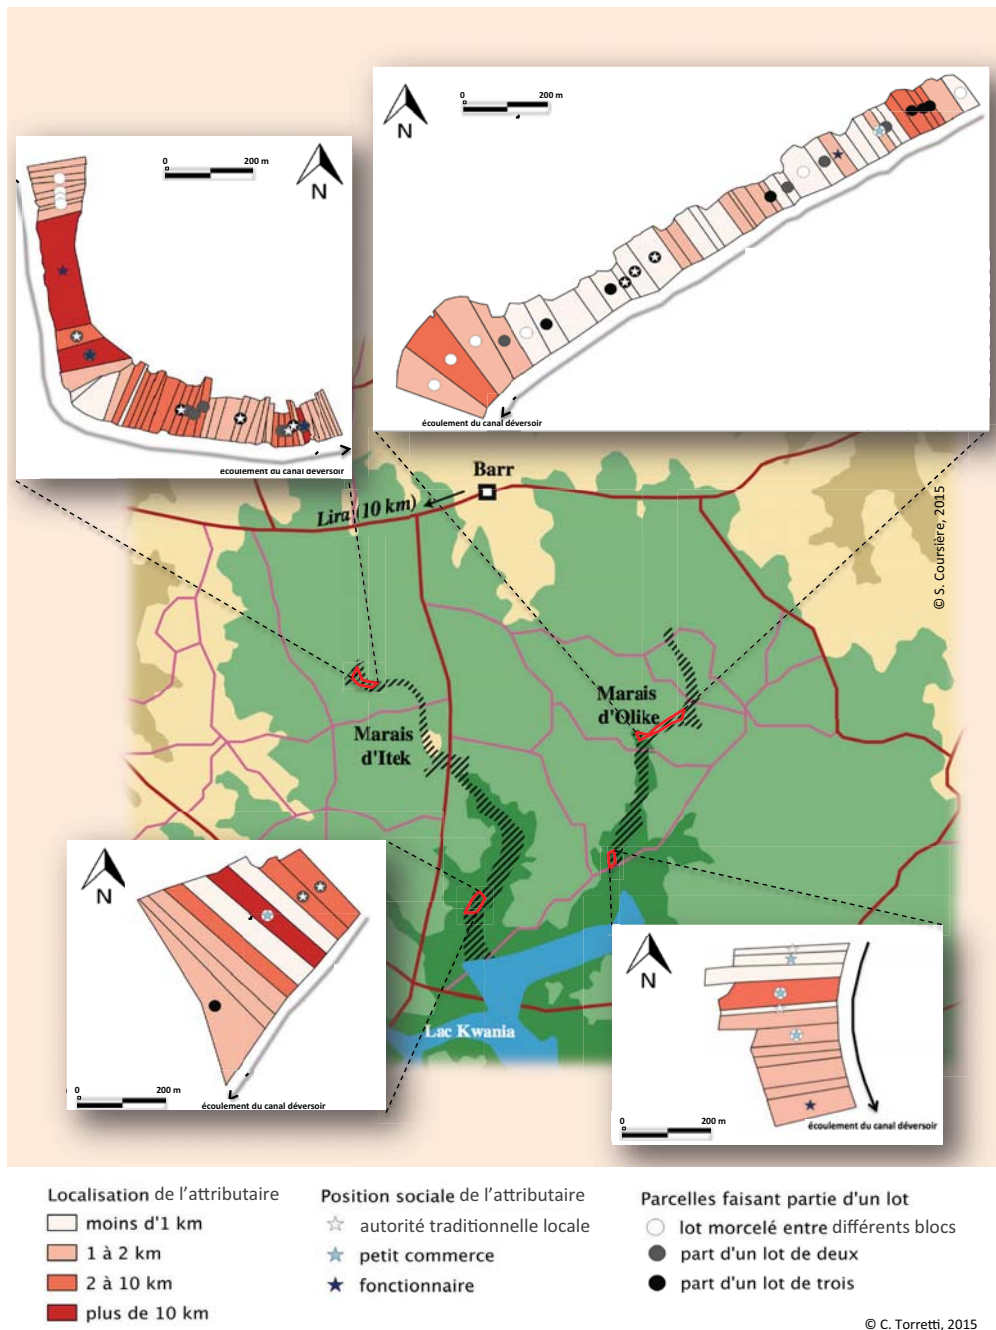 0 200 m
N
écoulement du canal déversoir
0 200 m
N
écoulement du canal déversoir
Barr
Lira (10 km)
© S. Coursière, 2015
Marais
d'Olike
Marais
d'Itek
Lac Kwania
N
0 200 m
écoulement du canal déversoir
N
0 200 m
écoulement du canal déversoir
Localisation de l'attributaire
moins d'1 km
1 à 2 km
2 à 10 km
plus de 10 km
Position sociale de l'attributaire
autorité traditionnelle locale
petit commerce
fonctionnaire
Parcelles faisant partie d'un lot
lot morcelé entre différents blocs
part d'un lot de deux
part d'un lot de trois
© C. Torretti, 2015